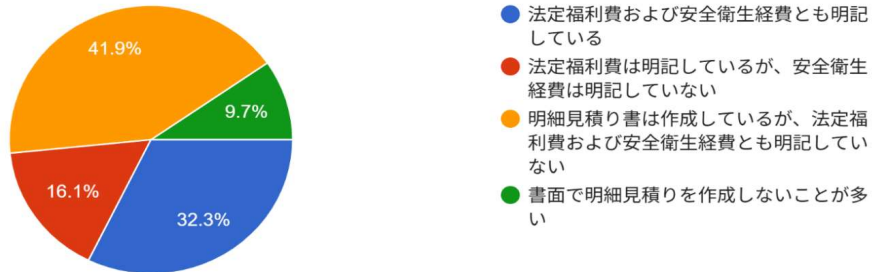 41.9%
9.7%
16.1%
32.3%
法定福利費および安全衛生経費とも明記
している
法定福利費は明記しているが、安全衛生
経費は明記していない
明細見積り書は作成しているが、法定福
利費および安全衛生経費とも明記してい
ない
書面で明細見積りを作成しないことが多
い